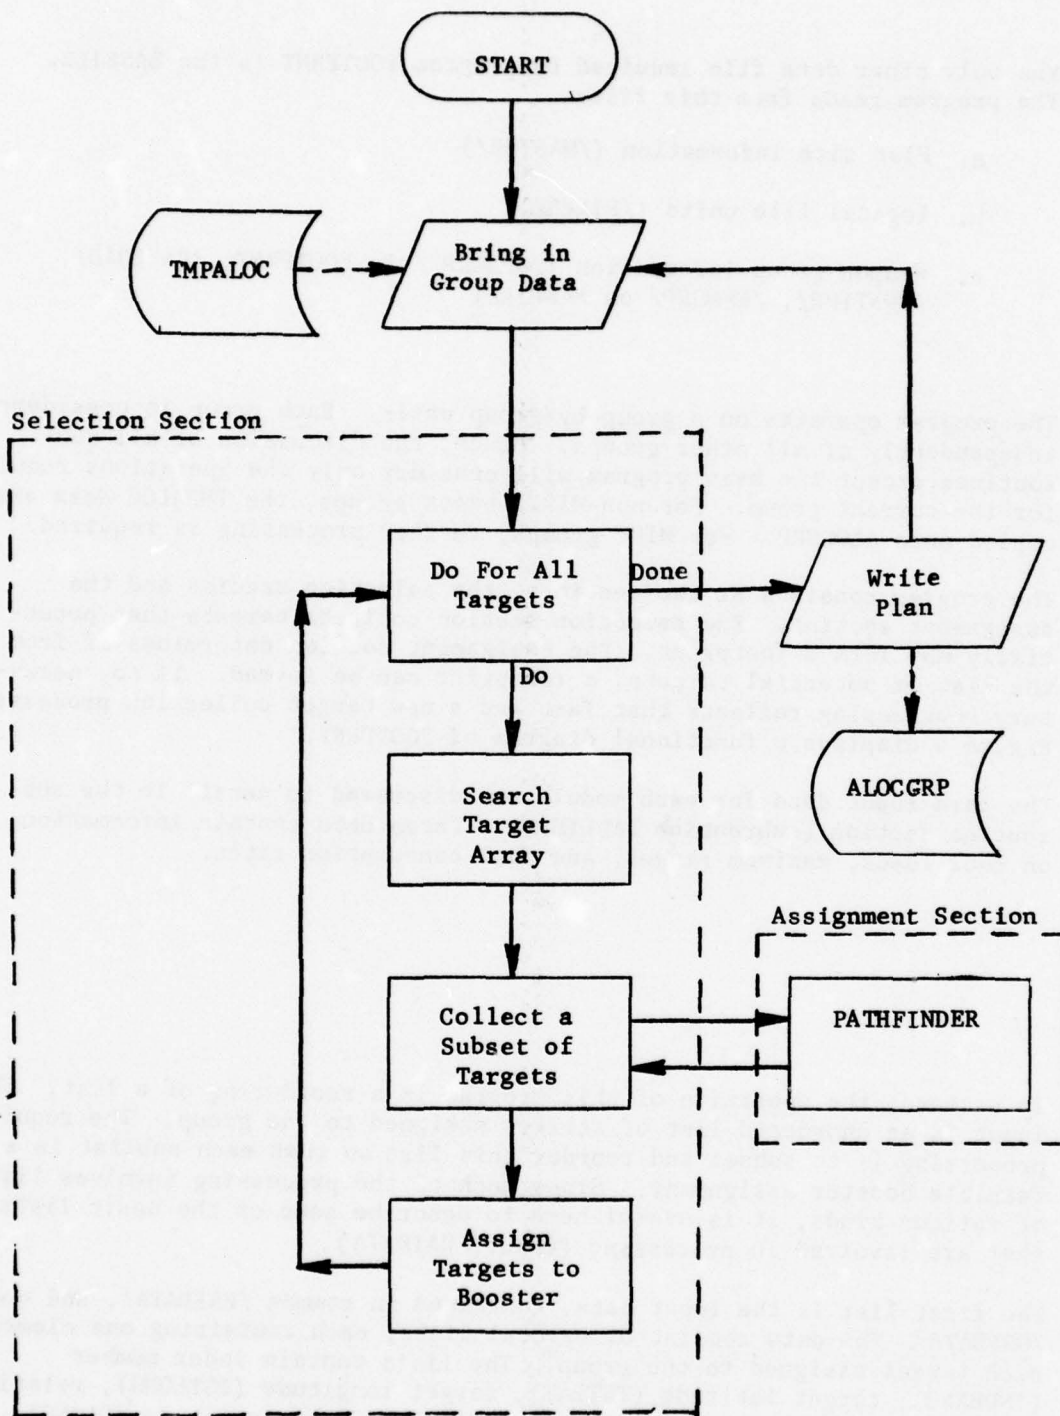 START
TMPALOC
Bring in
Group Data
Selection Section
Do For All
Targets
Done
Write
Plan
Do
ALOCGRP
Search
Target
Array
Assignment Section
Collect a
Subset of
Targets
PATHFINDER
Assign
Targets to
Booster